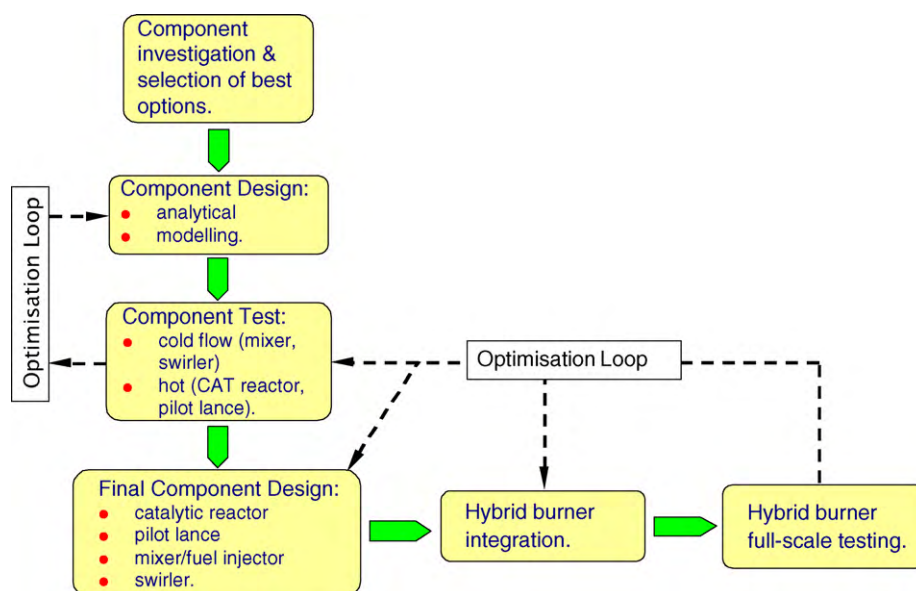 Component
investigation &
selection of best
options.
Optimisation Loop
Component Design:
analytical
modelling.
Component Test:
cold flow (mixer,
swirler)
hot (CAT reactor,
pilot lance).
Optimisation Loop
Final Component Design:
catalytic reactor
pilot lance
mixer/fuel injector
swirler.
Hybrid burner
integration.
Hybrid burner
full-scale testing.